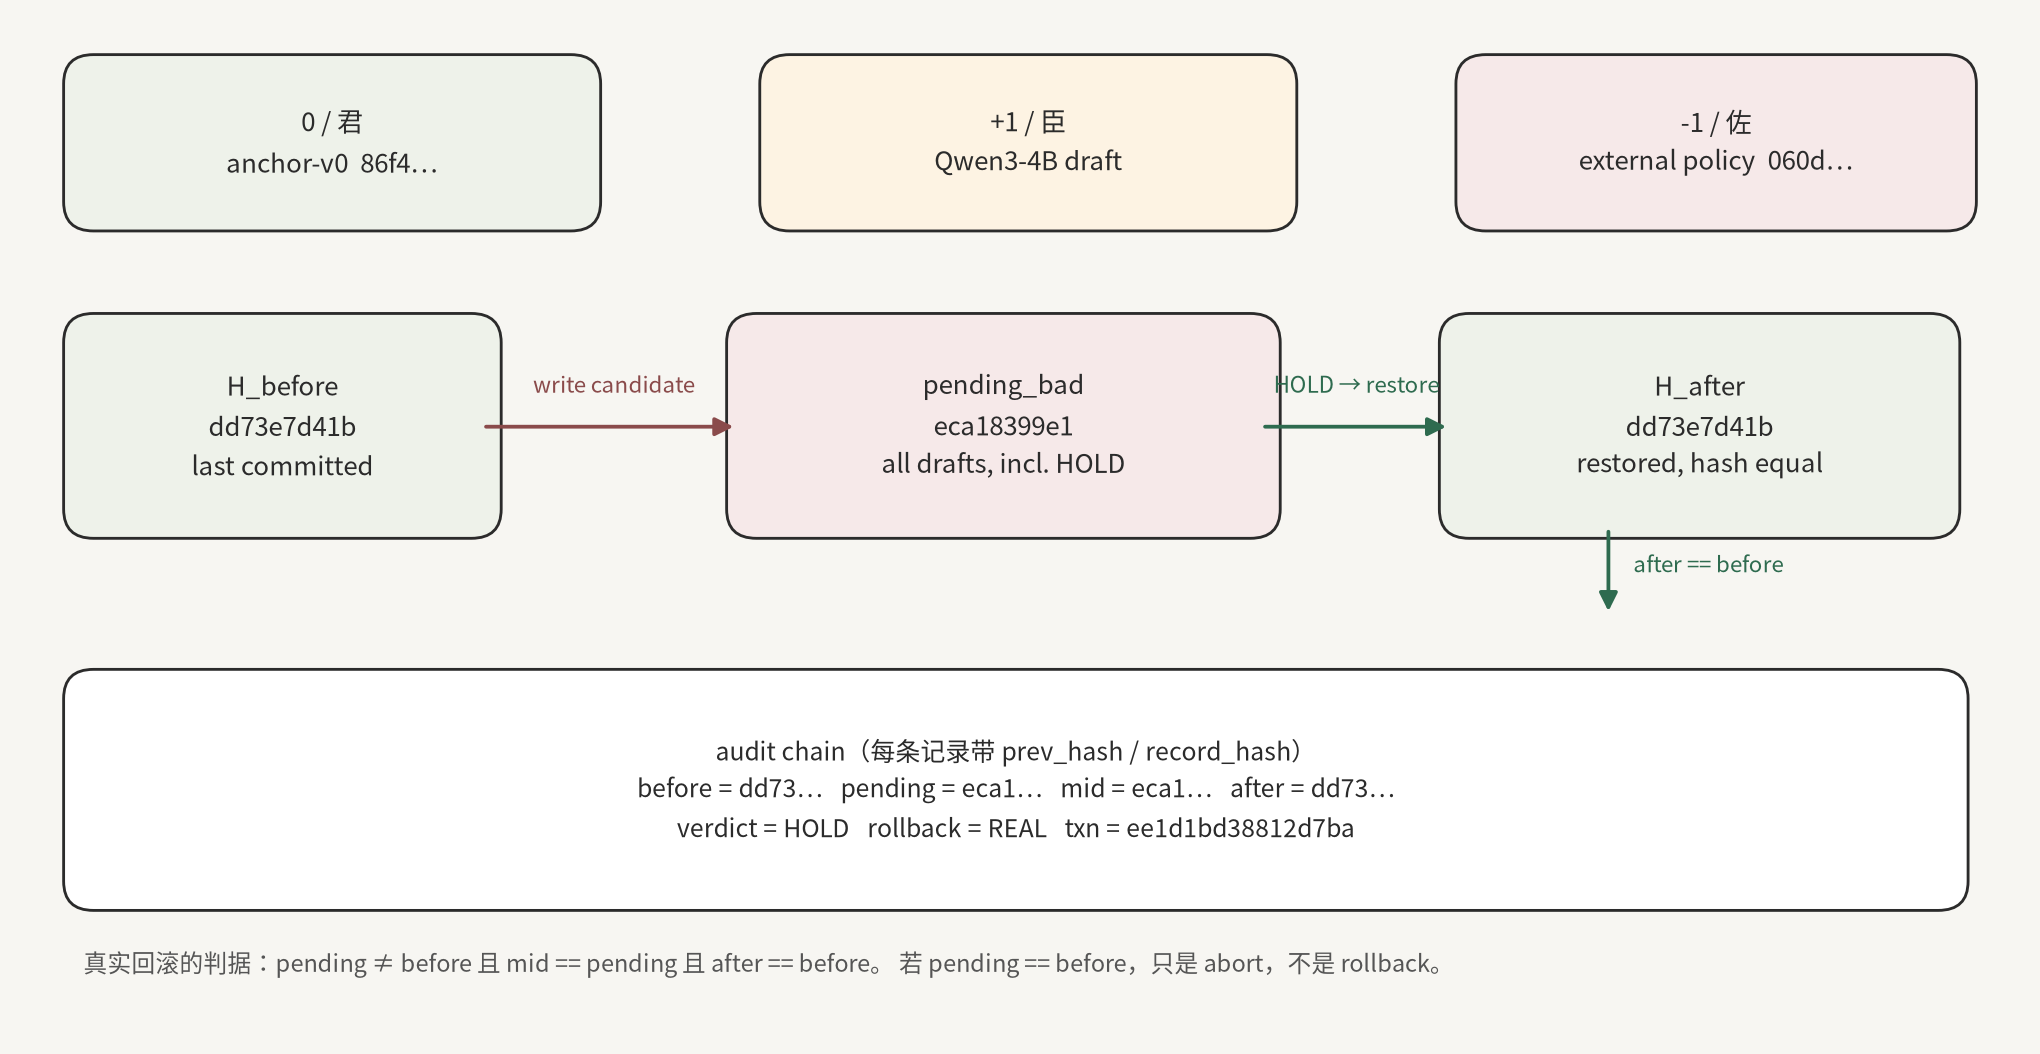 0 / 君
anchor-v0 86f4…
+1 / 臣
Qwen3-4B draft
-1 / 佐
external policy 060d…
H_before
dd73e7d41b
last committed
write candidate
pending_bad
eca18399e1
all drafts, incl. HOLD
HOLD → restore
H_after
dd73e7d41b
restored, hash equal
after == before
audit chain（每条记录带 prev_hash / record_hash）
before = dd73… pending = eca1… mid = eca1… after = dd73…
verdict = HOLD rollback = REAL txn = ee1d1bd38812d7ba
真实回滚的判据：pending ≠ before 且 mid == pending 且 after == before。 若 pending == before，只是 abort，不是 rollback。